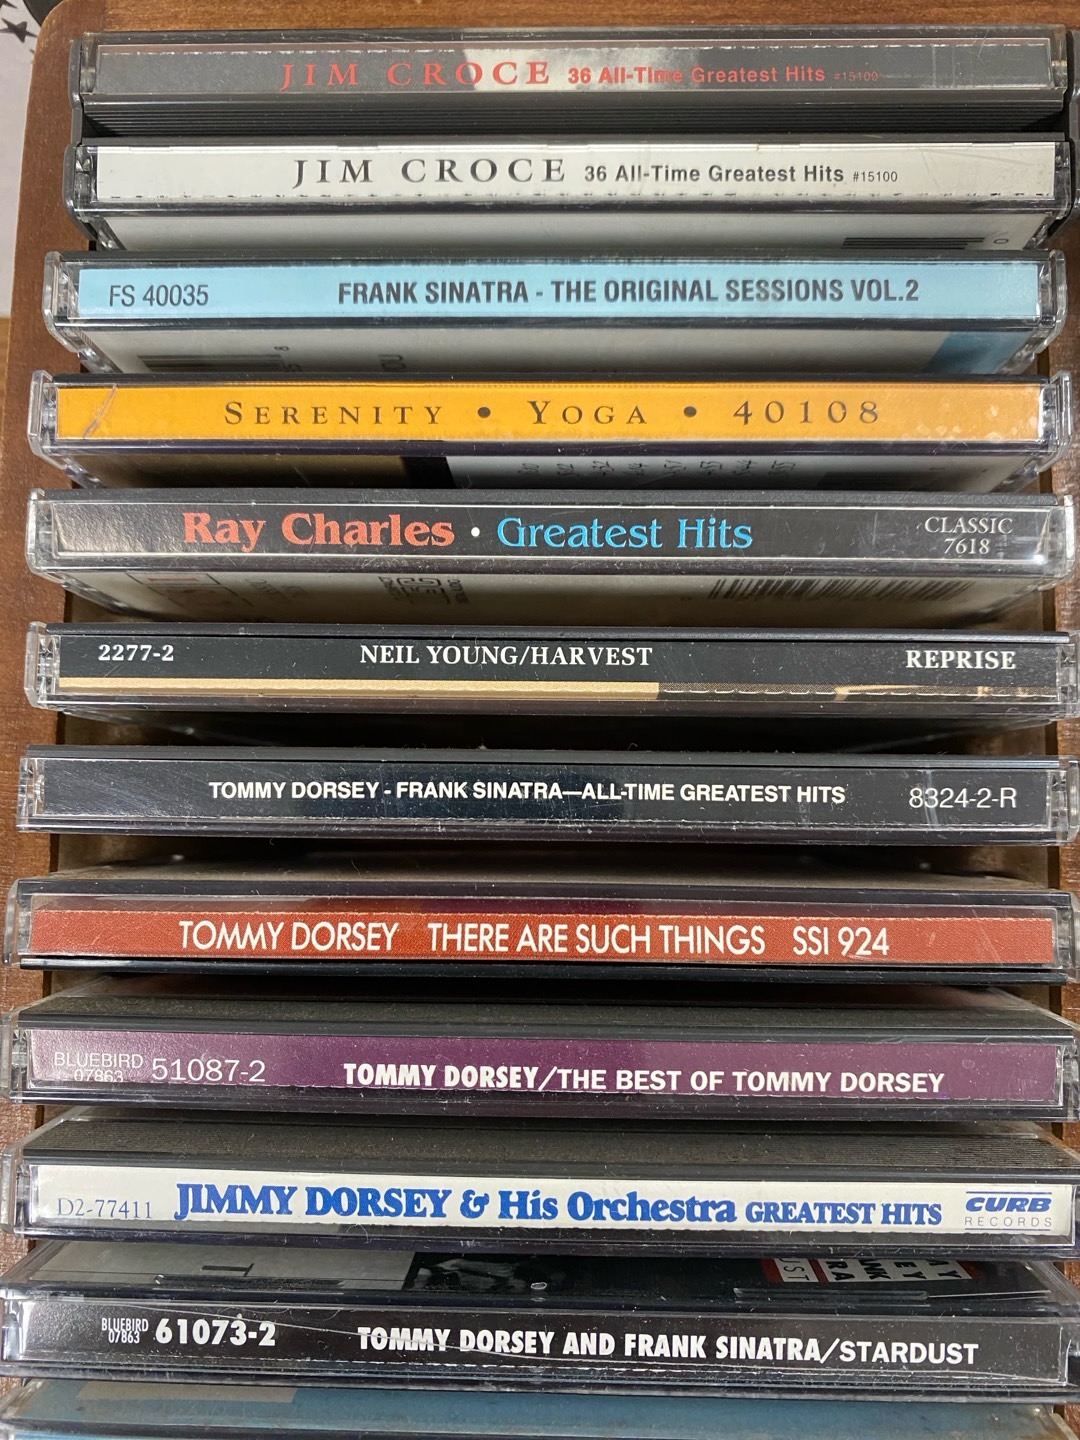 JIM CROCE 36 All-Time Greatest Hits #15100
JIM CROCE 36 All-Time Greatest Hits #15100
FS 40035 FRANK SINATRA - THE ORIGINAL SESSIONS VOL.2
SERENITY • YOGA • 40108
Ray Charles • Greatest Hits CLASSIC
7618
2277-2 NEIL YOUNG/HARVEST REPRISE
TOMMY DORSEY - FRANK SINATRA—ALL-TIME GREATEST HITS 8324-2-R
TOMMY DORSEY THERE ARE SUCH THINGS SSI 924
BLUEBIRD
07863 51087-2 TOMMY DORSEY/THE BEST OF TOMMY DORSEY
D2-77411 JIMMY DORSEY & His Orchestra GREATEST HITS CURB
RECORDS
BLUEBIRD
07863 61073-2 TOMMY DORSEY AND FRANK SINATRA/STARDUST